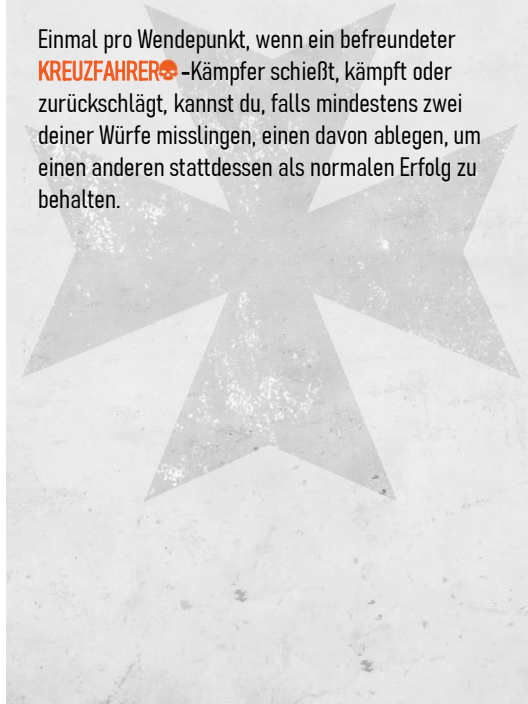 Einmal pro Wendepunkt, wenn ein befreundeter
KREUZFAHRER -Kämpfer schießt, kämpft oder
zurückschlägt, kannst du, falls mindestens zwei
deiner Würfe misslingen, einen davon ablegen, um
einen anderen stattdessen als normalen Erfolg zu
behalten.